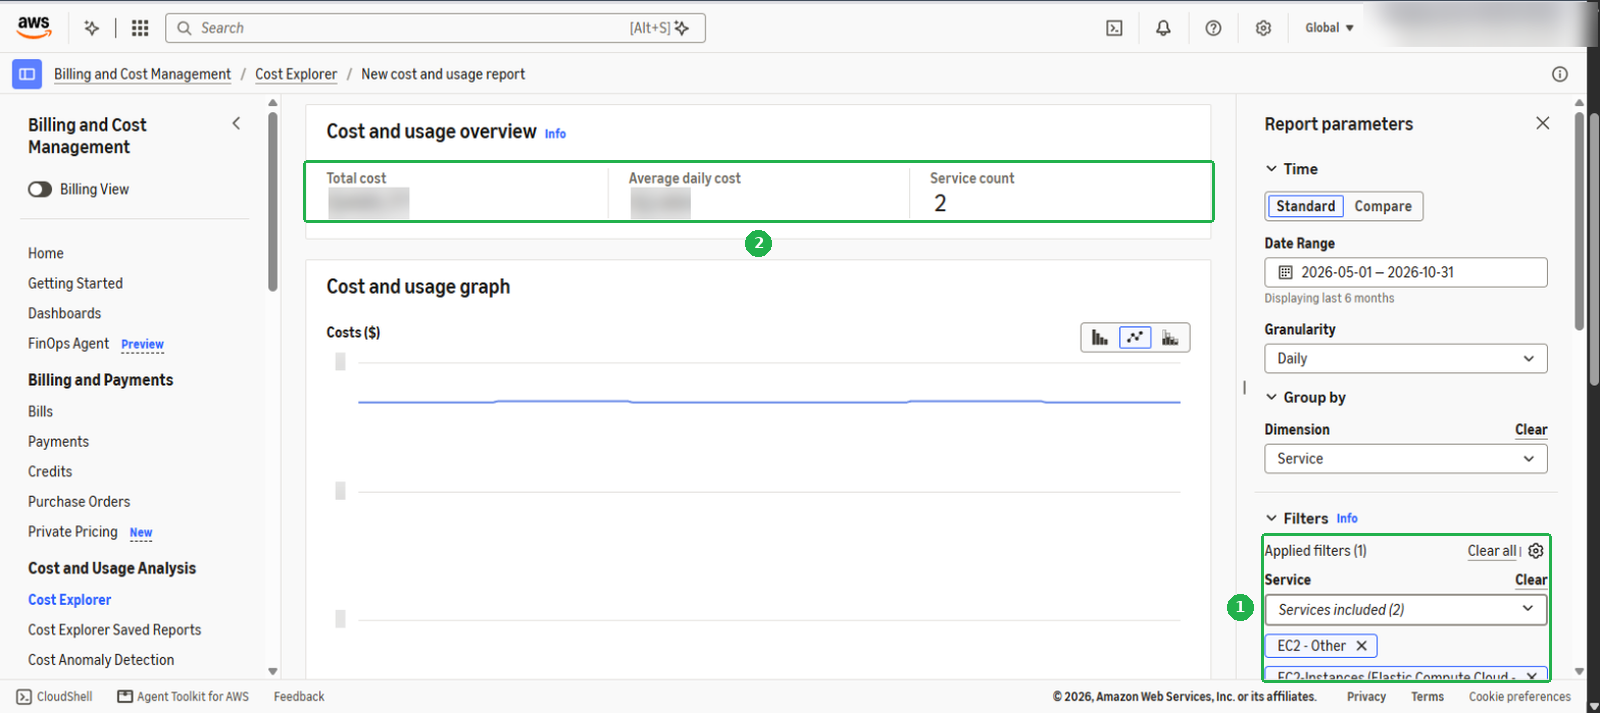 aws
Search
[Alt+S]
Global
Billing and Cost Management / Cost Explorer / New cost and usage report
Billing and Cost
Management
Billing View
Home
Getting Started
Dashboards
FinOps Agent Preview
Billing and Payments
Bills
Payments
Credits
Purchase Orders
Private Pricing New
Cost and Usage Analysis
Cost Explorer
Cost Explorer Saved Reports
Cost Anomaly Detection
Cost and usage overview Info
Total cost
Average daily cost
Service count
2
2
Cost and usage graph
Costs ($)
Report parameters
Time
Standard Compare
Date Range
2026-05-01 – 2026-10-31
Displaying last 6 months
Granularity
Daily
Group by
Dimension Clear
Service
Filters Info
Applied filters (1) Clear all
Service Clear
1
Services included (2)
EC2 - Other
EC2-Instances (Elastic Compute Cloud -
CloudShell Agent Toolkit for AWS Feedback
© 2026, Amazon Web Services, Inc. or its affiliates. Privacy Terms Cookie preferences